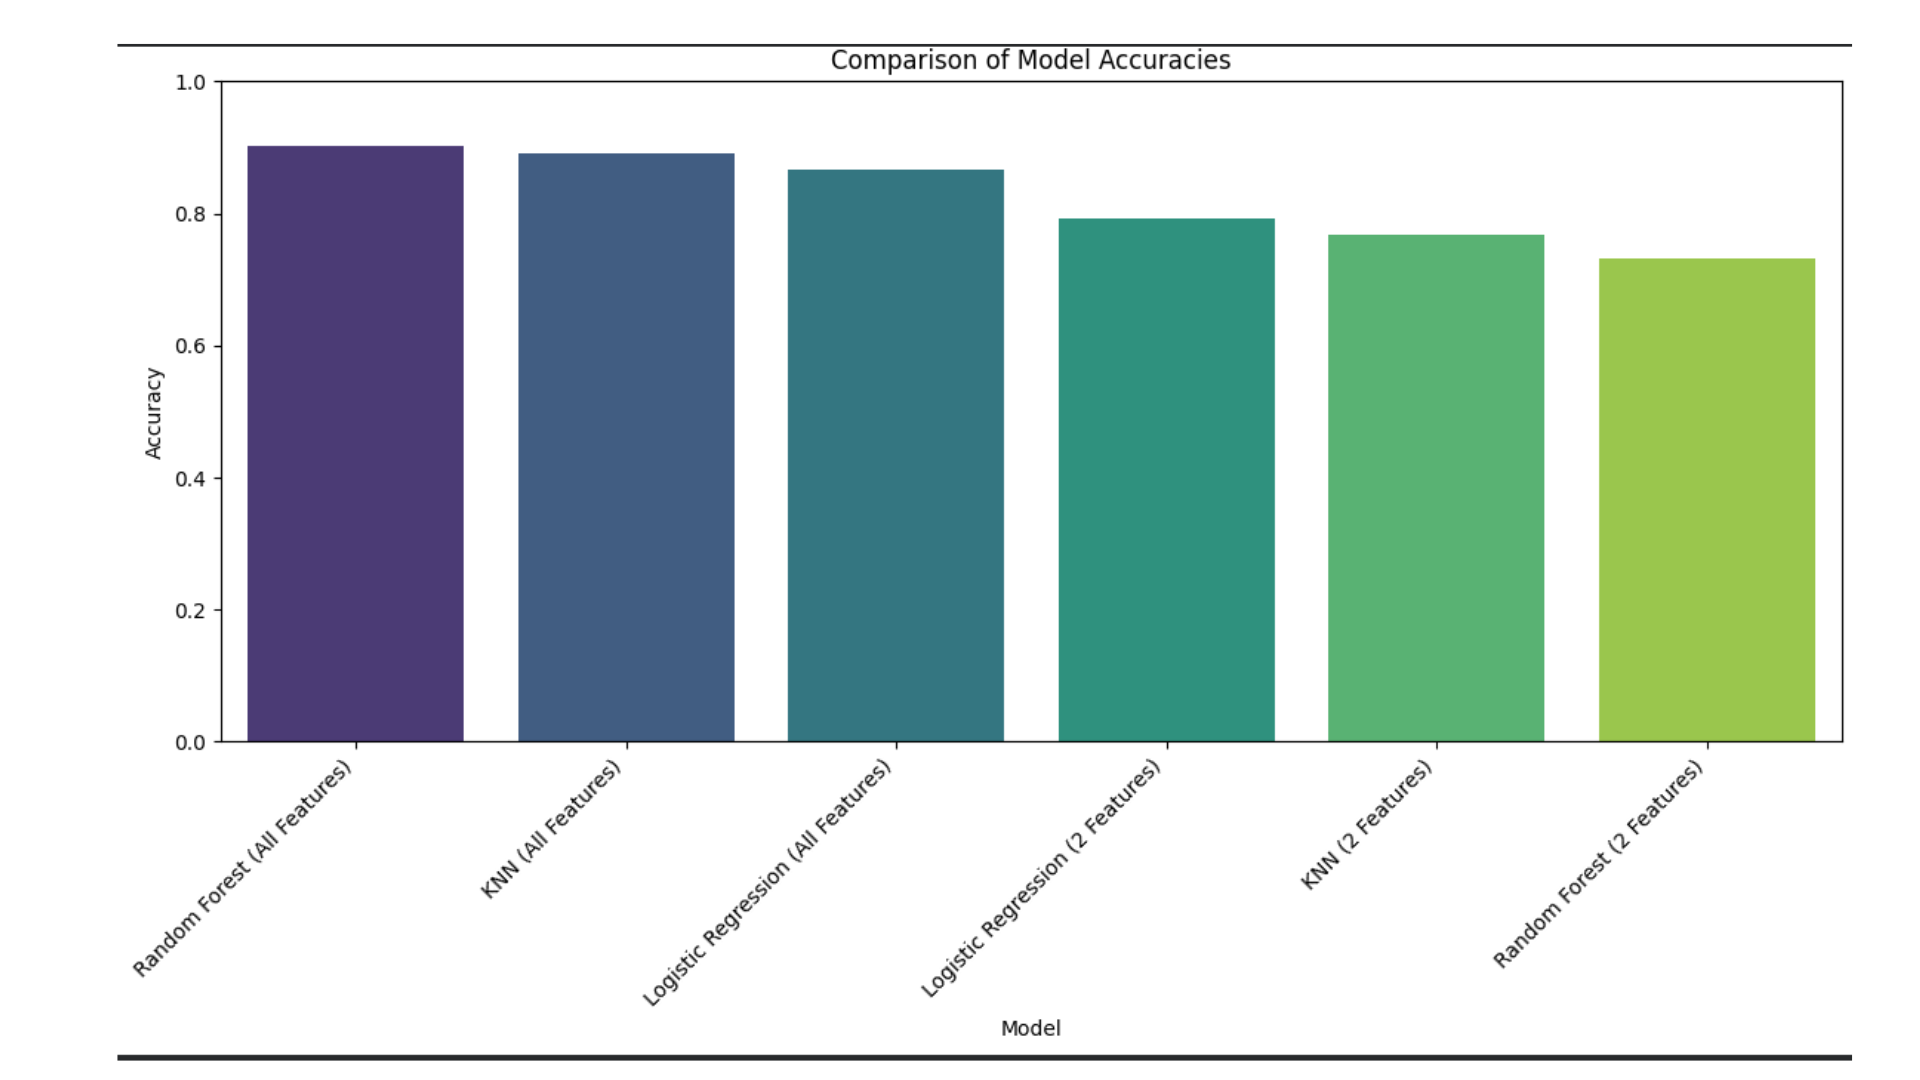 Comparison of Model Accuracies
1.0
0.8
0.6
0.4
0.2
0.0
Accuracy
Random Forest (All Features)
KNN (All Features)
Logistic Regression (All Features)
Logistic Regression (2 Features)
KNN (2 Features)
Random Forest (2 Features)
Model